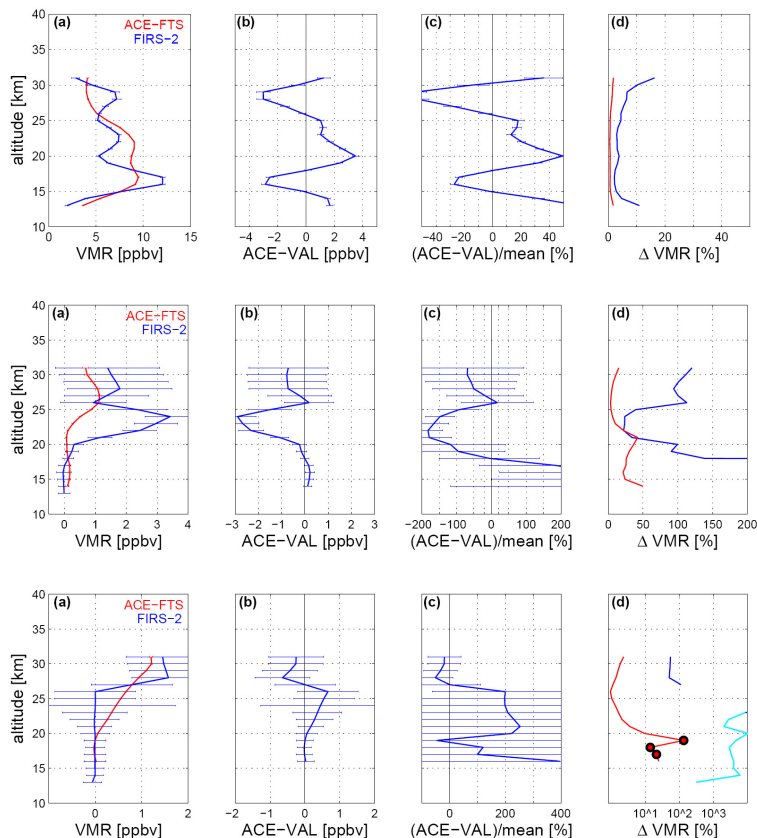 (a) (b) (c) (d)
ACE−FTS
FIRS−2
altitude [km]
40
35
30
25
20
15
10
0 5 10 15
−4 −2 0 2 4
−40 −20 0 20 40
0 20 40
VMR [ppbv] ACE−VAL [ppbv] (ACE−VAL)/mean [%] Δ VMR [%]
(a) (b) (c) (d)
ACE−FTS
FIRS−2
altitude [km]
40
35
30
25
20
15
10
0 1 2 3 4
−3 −2 −1 0 1 2 3
−200 −100 0 100 200
0 50 100 150 200
VMR [ppbv] ACE−VAL [ppbv] (ACE−VAL)/mean [%] Δ VMR [%]
(a) (b) (c) (d)
ACE−FTS
FIRS−2
altitude [km]
40
35
30
25
20
15
10
0 1 2
−2 −1 0 1 2
0 200 400
10^1 10^2 10^3
VMR [ppbv] ACE−VAL [ppbv] (ACE−VAL)/mean [%] Δ VMR [%]